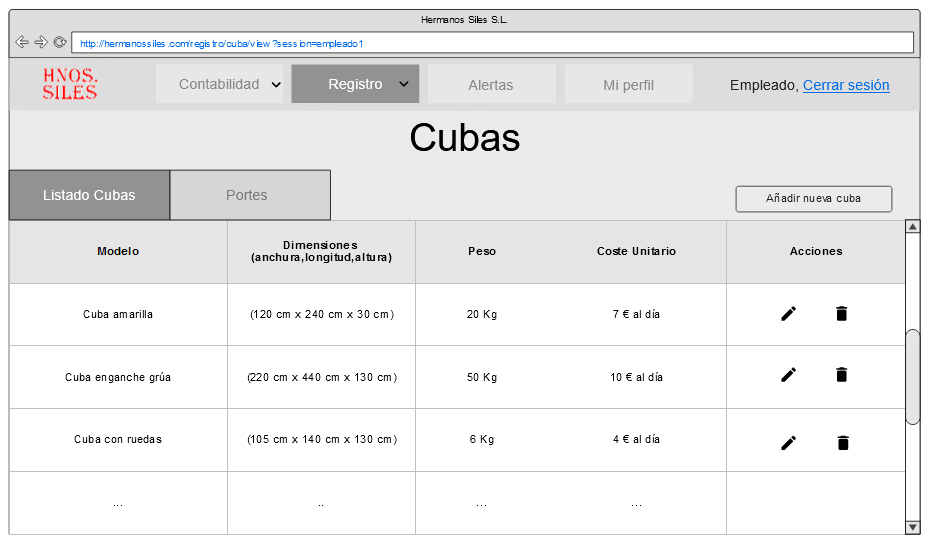 Hermanos Siles S.L.
http://hermanossiles.com/registro/cuba/view?session=empleado1
HNOS.
SILES
Contabilidad
Registro
Alertas
Mi perfil
Empleado, Cerrar sesión
Cubas
Listado Cubas
Portes
Añadir nueva cuba
Modelo
Dimensiones
(anchura,longitud,altura)
Peso
Coste Unitario
Acciones
Cuba amarilla
(120 cm x 240 cm x 30 cm)
20 Kg
7 € al día
Cuba enganche grúa
(220 cm x 440 cm x 130 cm)
50 Kg
10 € al día
Cuba con ruedas
(105 cm x 140 cm x 130 cm)
6 Kg
4 € al día
...
..
...
...